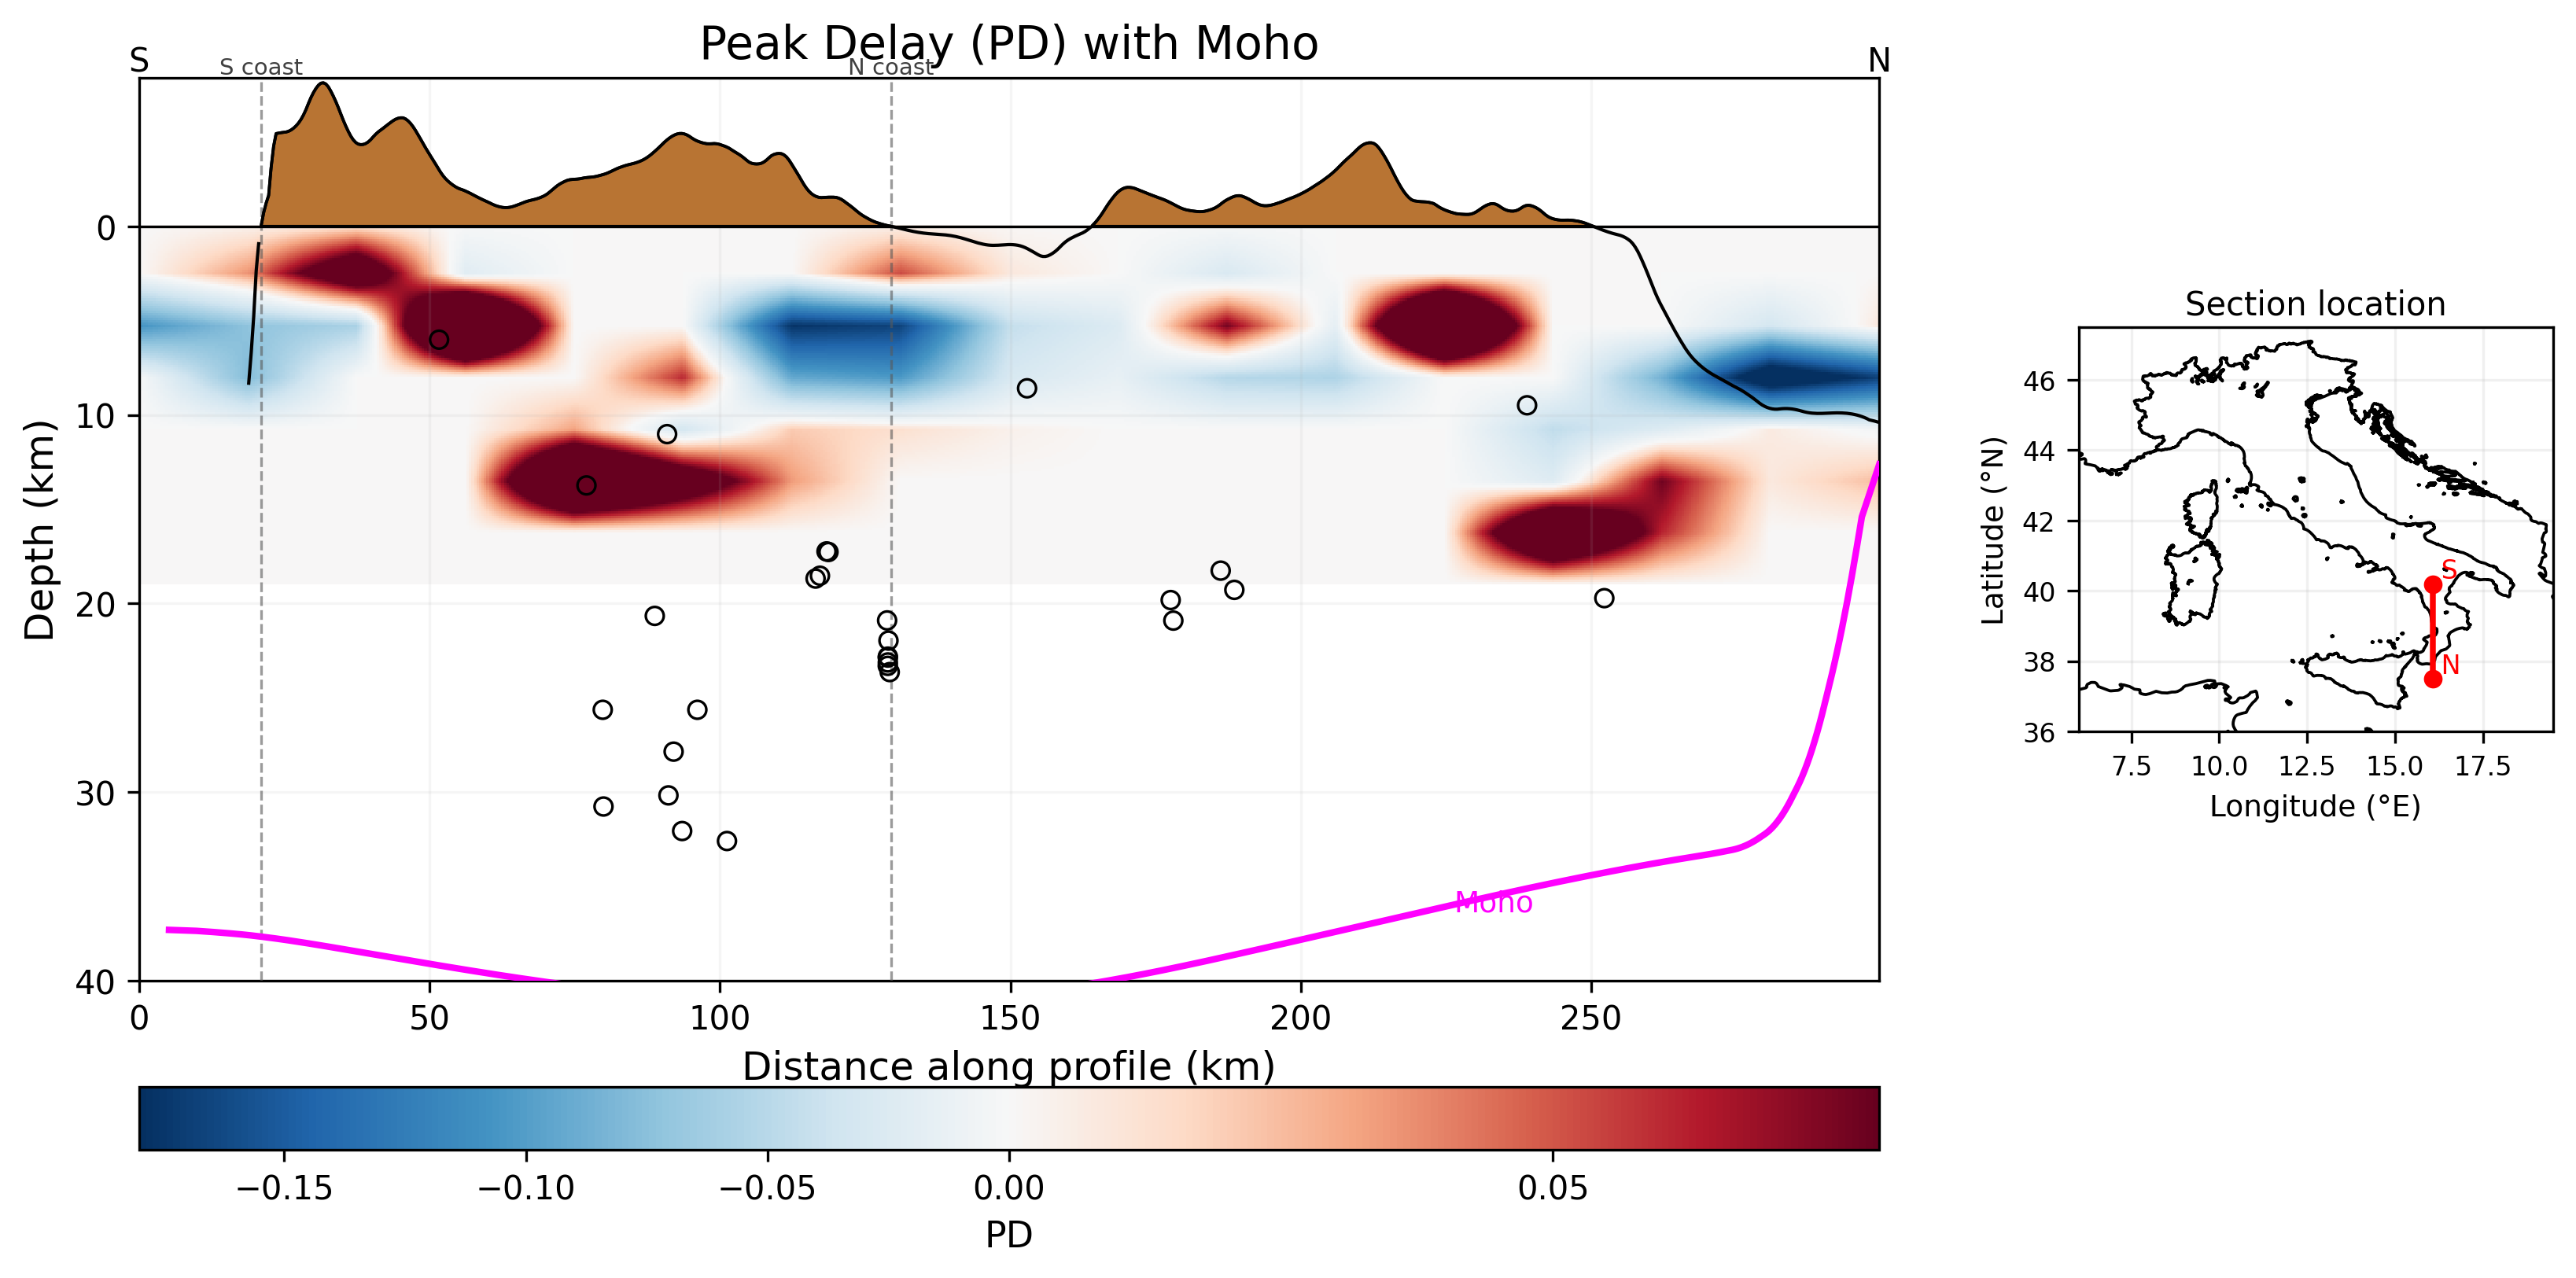 Peak Delay (PD) with Moho
S
S coast
N coast
N
0
10
20
30
40
Depth (km)
Moho
0
50
100
150
200
250
Distance along profile (km)
−0.15
−0.10
−0.05
0.00
0.05
PD
Section location
46
44
42
40
38
36
Latitude (°N)
S
N
7.5
10.0
12.5
15.0
17.5
Longitude (°E)